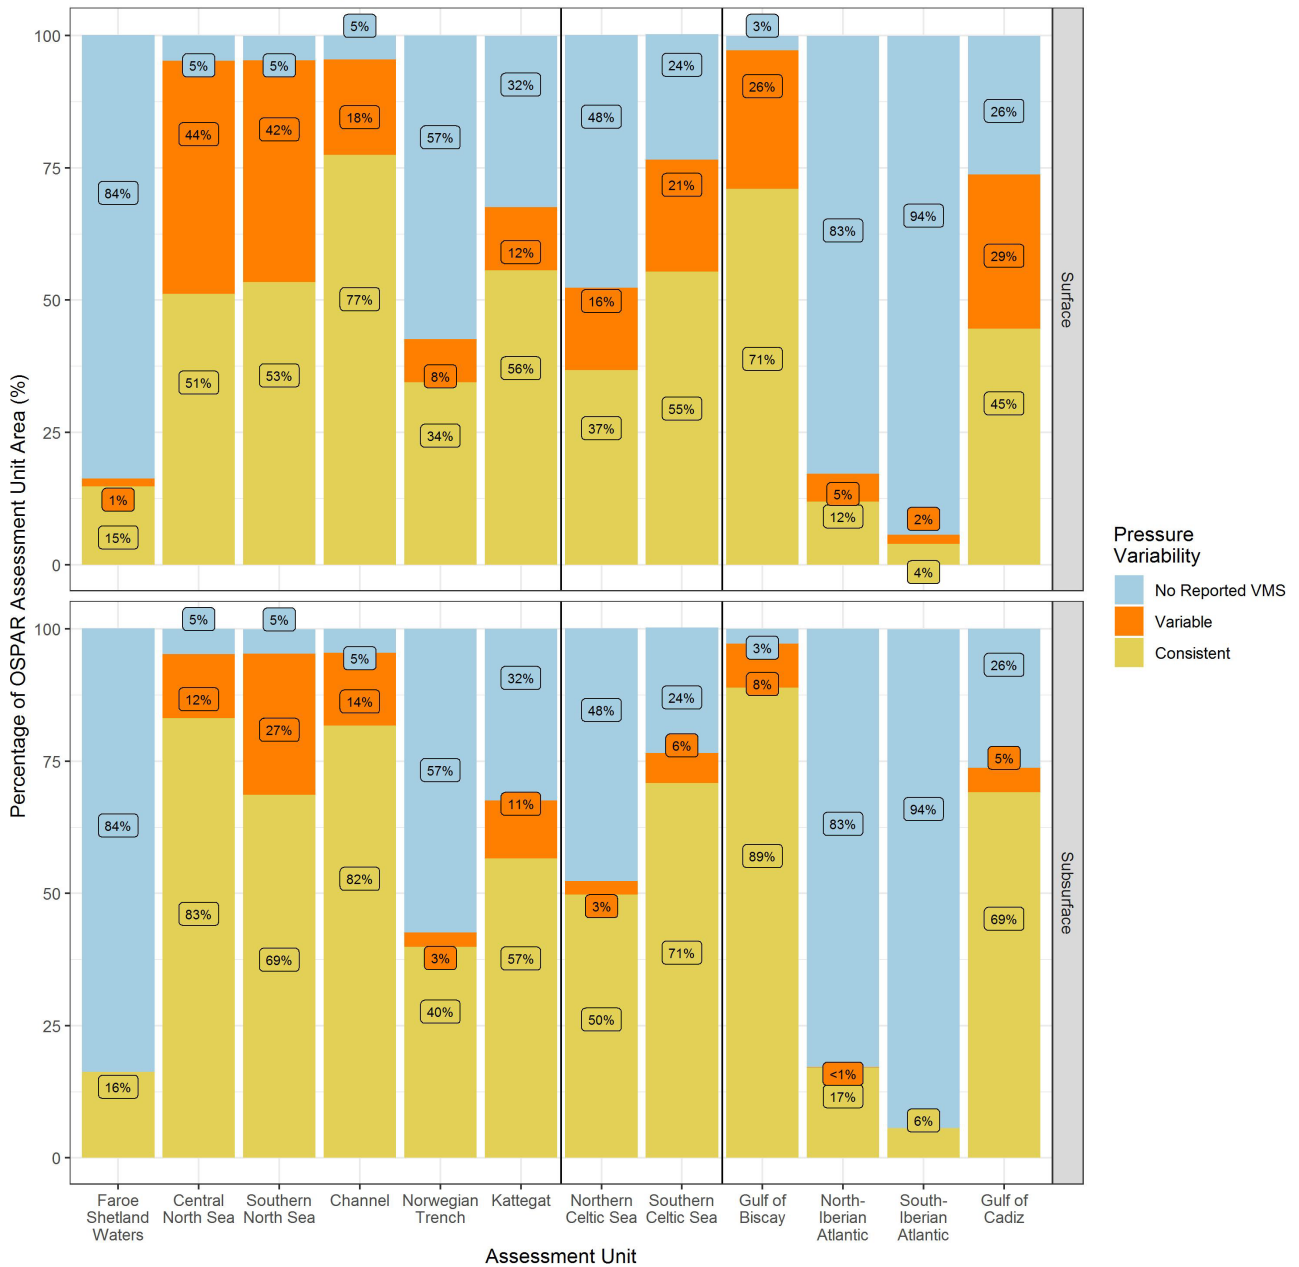 100
75
50
25
0
84%
1%
15%
5%
44%
51%
5%
42%
53%
5%
18%
77%
57%
8%
34%
32%
12%
56%
48%
16%
37%
24%
21%
55%
3%
26%
71%
83%
5%
12%
94%
2%
4%
26%
29%
45%
Surface
100
75
50
25
0
84%
16%
5%
12%
83%
5%
27%
69%
5%
14%
82%
57%
3%
40%
32%
11%
57%
48%
3%
50%
24%
6%
71%
3%
8%
89%
83%
<1%
17%
94%
6%
26%
5%
69%
Subsurface
Percentage of OSPAR Assessment Unit Area (%)
Faroe
Shetland
Waters
Central
North Sea
Southern
North Sea
Channel
Norwegian
Trench
Kattegat
Northern
Celtic Sea
Southern
Celtic Sea
Gulf of
Biscay
North-
Iberian
Atlantic
South-
Iberian
Atlantic
Gulf of
Cadiz
Assessment Unit
Pressure
Variability
No Reported VMS
Variable
Consistent